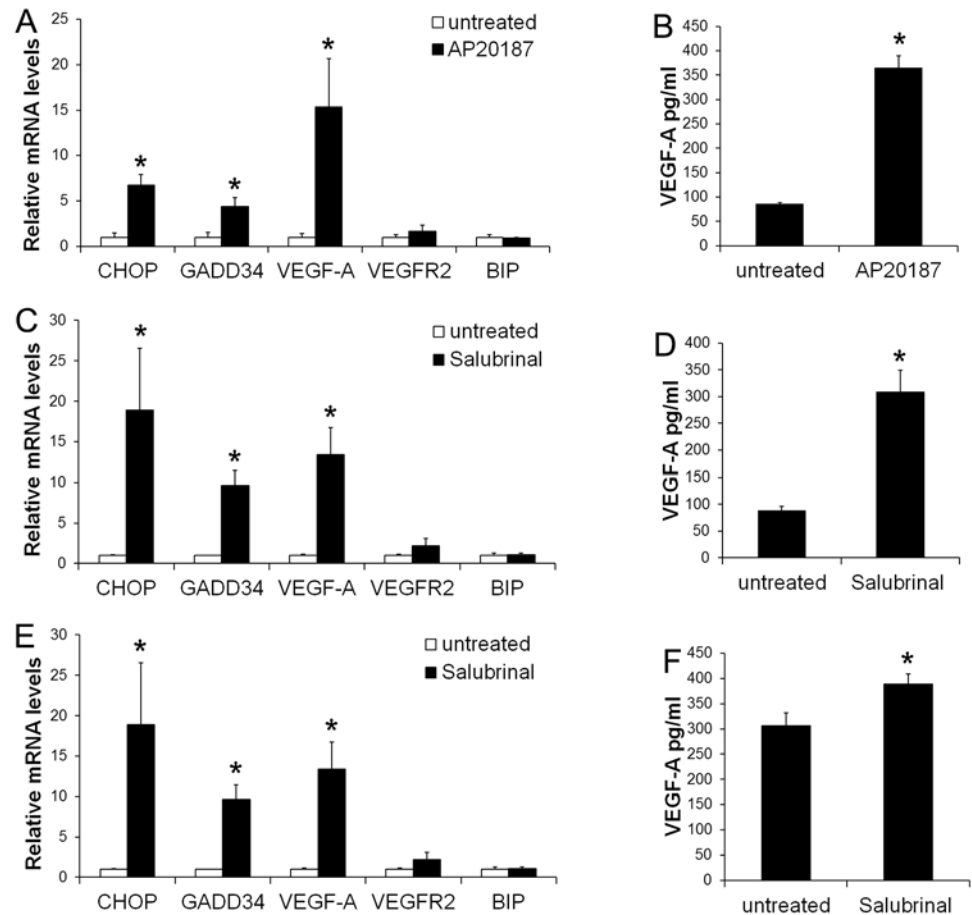 A
Relative mRNA levels
25
20
15
10
5
0
untreated
AP20187
*
*
*
CHOP GADD34 VEGF-A VEGFR2 BIP
B
VEGF-A pg/ml
450
400
350
300
250
200
150
100
50
0
*
untreated AP20187
C
Relative mRNA levels
30
25
20
15
10
5
0
untreated
Salubrinal
*
*
*
CHOP GADD34 VEGF-A VEGFR2 BIP
D
VEGF-A pg/ml
400
350
300
250
200
150
100
50
0
*
untreated Salubrinal
E
Relative mRNA levels
30
25
20
15
10
5
0
untreated
Salubrinal
*
*
*
CHOP GADD34 VEGF-A VEGFR2 BIP
F
VEGF-A pg/ml
450
400
350
300
250
200
150
100
50
0
*
untreated Salubrinal